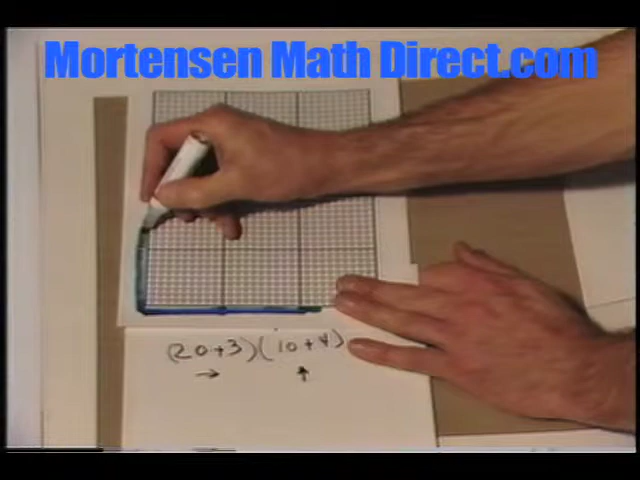 Mortensen Math Direct.com
(20+3)(10+4)
→ ↑